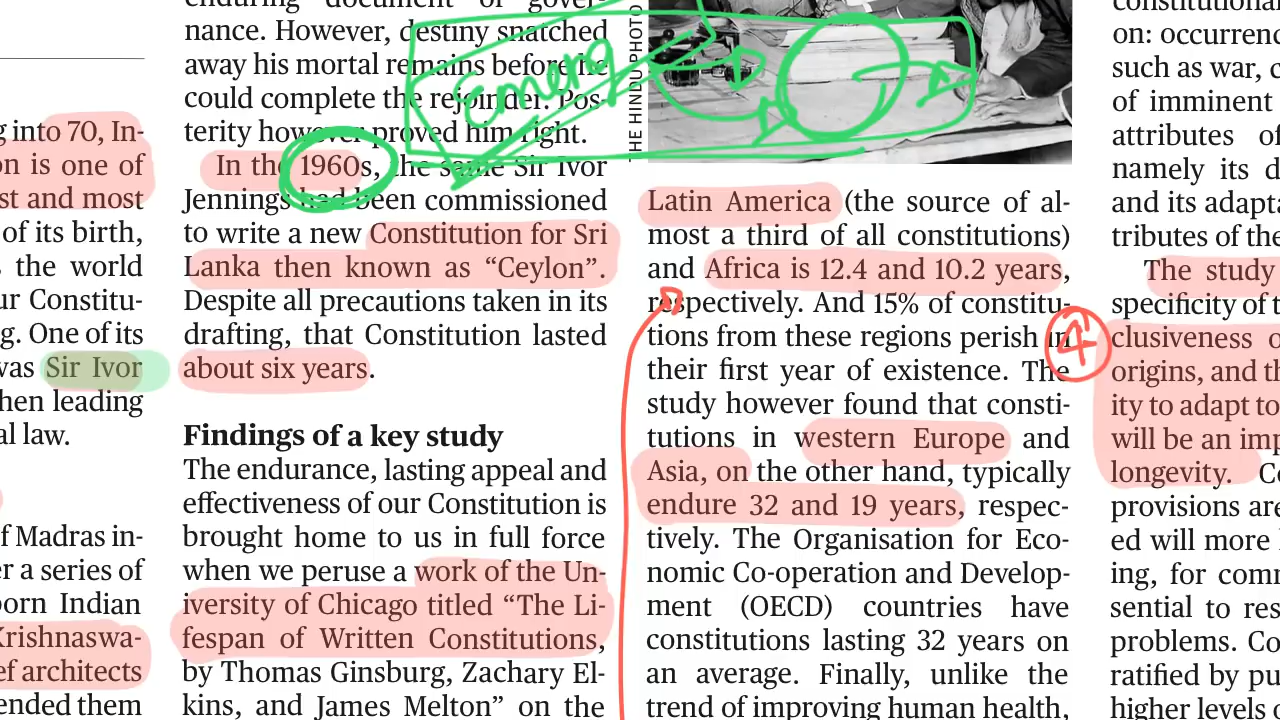 g into 70, In-
on is one of
st and most
of its birth,
the world
ur Constitu-
g. One of its
was Sir Ivor
hen leading
al law.
f Madras in-
er a series of
born Indian
Krishnaswa-
ef architects
ended them
enduring document of gover-
nance. However, destiny snatched
away his mortal remains before he
could complete the rejoinder. Pos-
terity however proved him right.
In the 1960s, the same Sir Ivor
Jennings had been commissioned
to write a new Constitution for Sri
Lanka then known as “Ceylon”.
Despite all precautions taken in its
drafting, that Constitution lasted
about six years.
Findings of a key study
The endurance, lasting appeal and
effectiveness of our Constitution is
brought home to us in full force
when we peruse a work of the Un-
iversity of Chicago titled “The Li-
fespan of Written Constitutions,
by Thomas Ginsburg, Zachary El-
kins, and James Melton” on the
THE HINDU PHOTO
Latin America (the source of al-
most a third of all constitutions)
and Africa is 12.4 and 10.2 years,
respectively. And 15% of constitu-
tions from these regions perish in
their first year of existence. The
study however found that consti-
tutions in western Europe and
Asia, on the other hand, typically
endure 32 and 19 years, respec-
tively. The Organisation for Eco-
nomic Co-operation and Develop-
ment (OECD) countries have
constitutions lasting 32 years on
an average. Finally, unlike the
trend of improving human health,
4
constitutional
on: occurrenc
such as war, c
of imminent
attributes o
namely its d
and its adapta
tributes of the
The study
specificity of t
clusiveness o
origins, and th
ity to adapt to
will be an imp
longevity. Co
provisions are
ed will more
ing, for comm
sential to res
problems. Co
ratified by pu
higher levels o